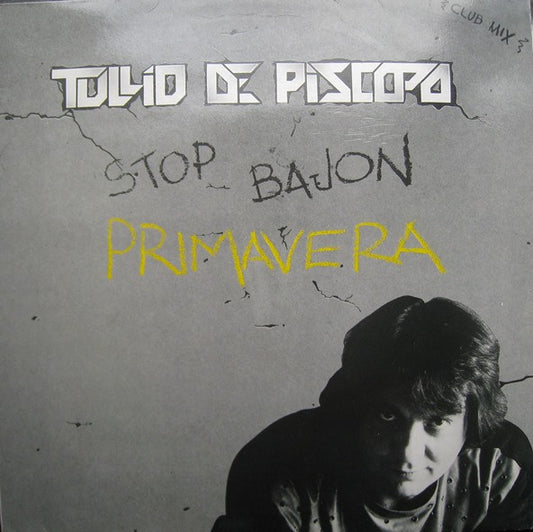 CLUB MIX
TULLIO DE PISCOPO
STOP BAJON
PRIMAVERA